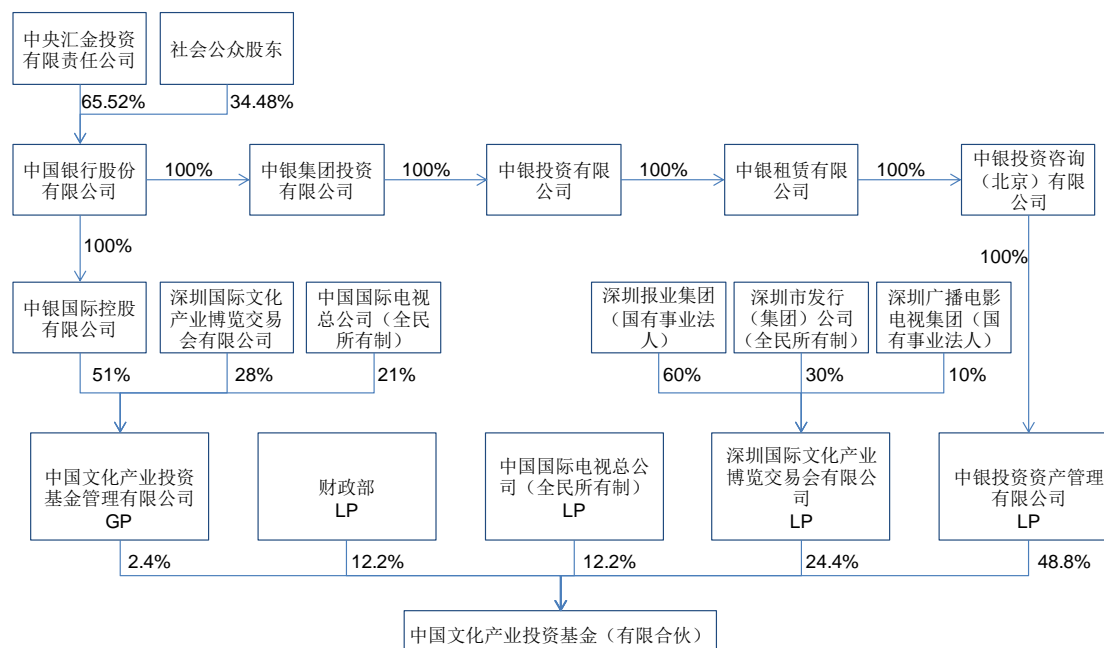 中央汇金投资
有限责任公司
社会公众股东
65.52%
34.48%
中国银行股份
有限公司
100%
中银集团投资
有限公司
100%
中银投资有限
公司
100%
中银租赁有限
公司
100%
中银投资咨询
（北京）有限
公司
100%
100%
中银国际控股
有限公司
深圳国际文化
产业博览交易
会有限公司
中国国际电视
总公司（全民
所有制）
深圳报业集团
（国有事业法
人）
深圳市发行
（集团）公司
（全民所有制）
深圳广播电影
电视集团（国
有事业法人）
51%
28%
21%
60%
30%
10%
中国文化产业投资
基金管理有限公司
GP
财政部
LP
中国国际电视总公
司（全民所有制）
LP
深圳国际文化产业
博览交易会有限公
司
LP
中银投资资产管理
有限公司
LP
2.4%
12.2%
12.2%
24.4%
48.8%
中国文化产业投资基金（有限合伙）